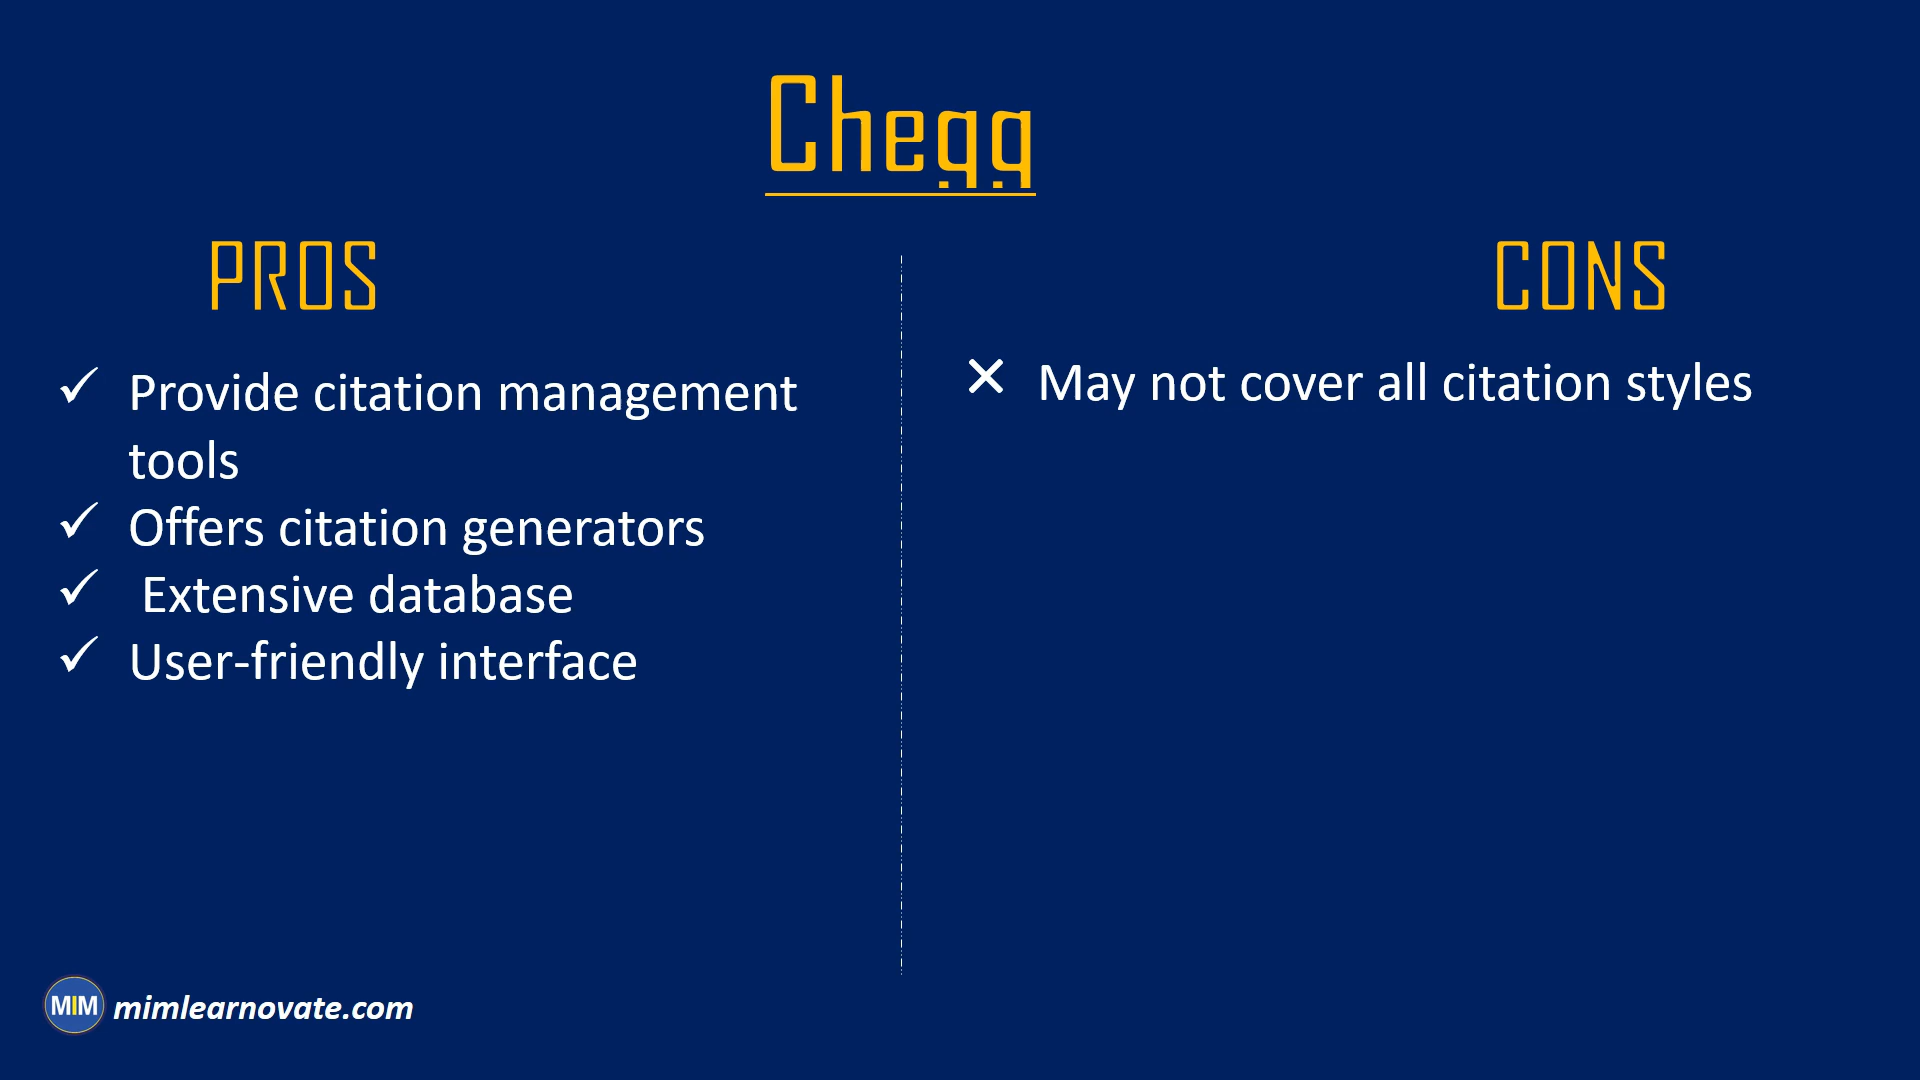 Chegg
PROS
Provide citation management
tools
Offers citation generators
Extensive database
User-friendly interface
CONS
May not cover all citation styles
MIM mimlearnovate.com